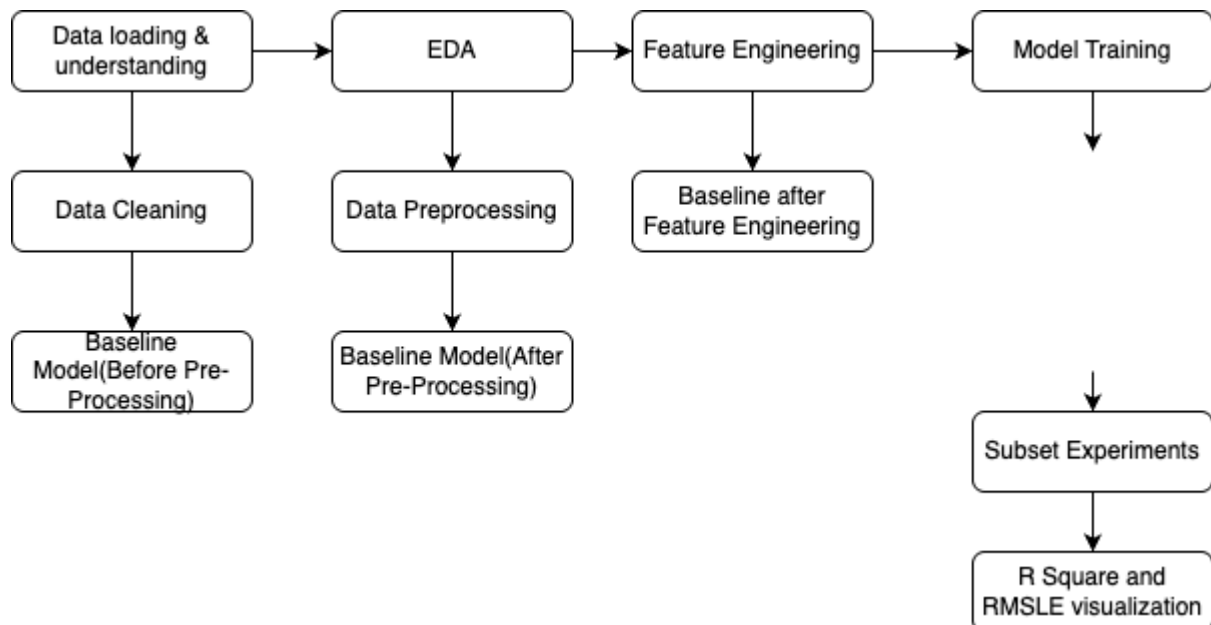 Data loading &
understanding
EDA
Feature Engineering
Model Training
Data Cleaning
Data Preprocessing
Baseline after
Feature Engineering
Baseline
Model(Before Pre-
Processing)
Baseline Model(After
Pre-Processing)
Subset Experiments
R Square and
RMSLE visualization